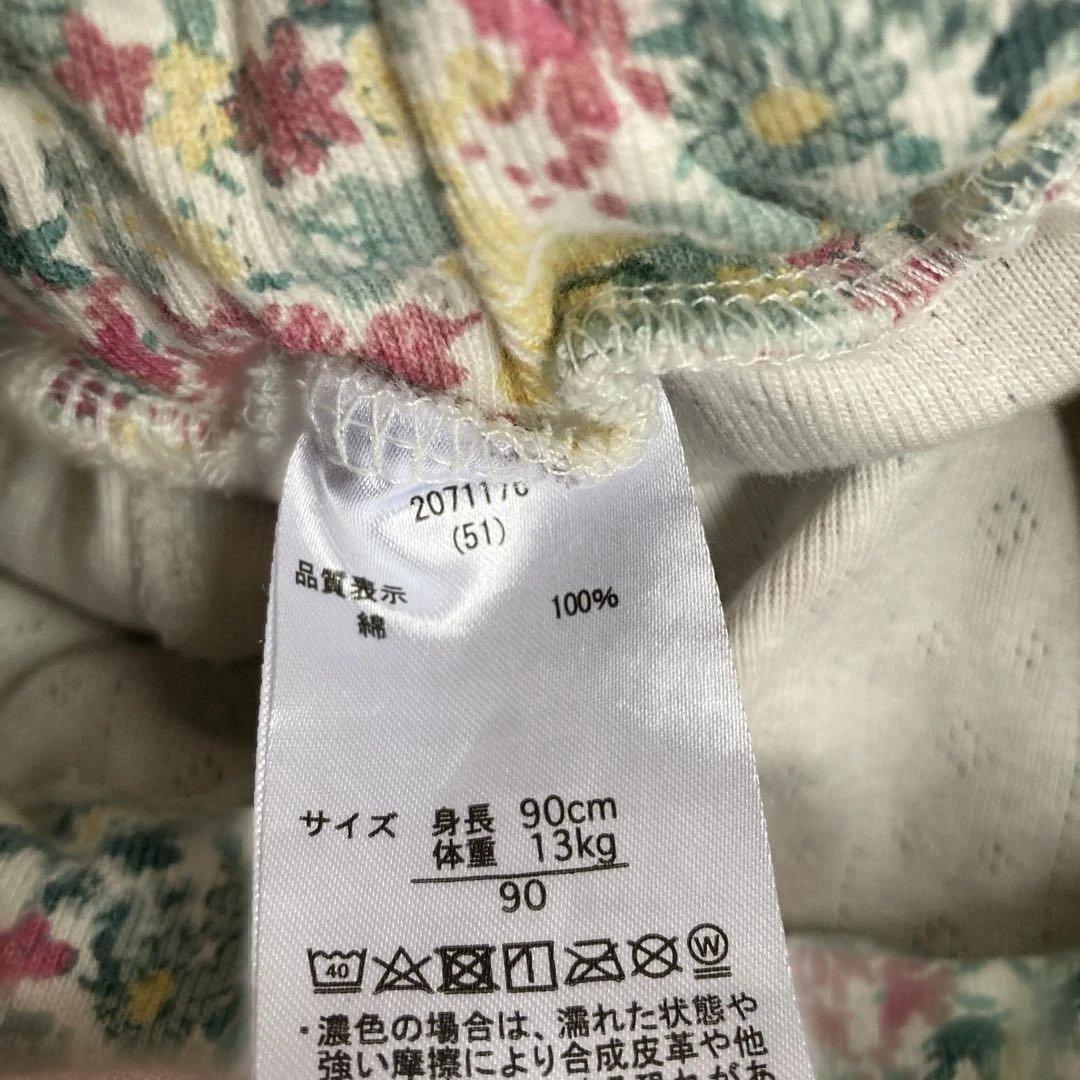 2071176
(51)
品質表示
綿 100%
サイズ 身長 90cm
体重 13kg
90
40
W
・濃色の場合は、濡れた状態や
強い摩擦により合成皮革や他